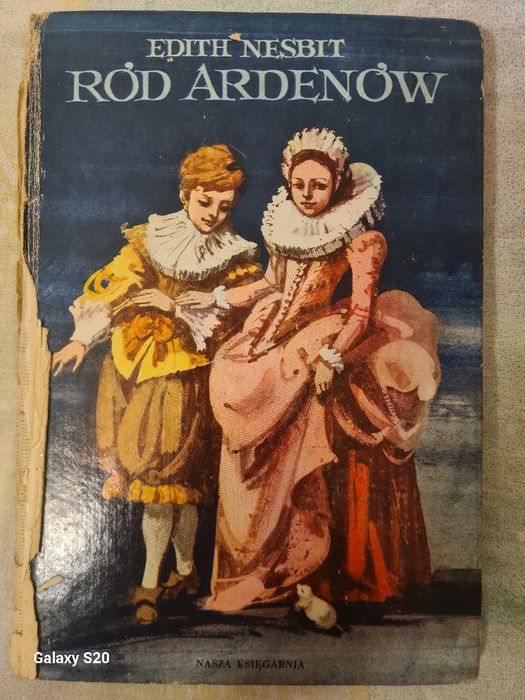 EDITH NESBIT
RÓD ARDENÓW
NASZA KSIĘGARNIA
Galaxy S20